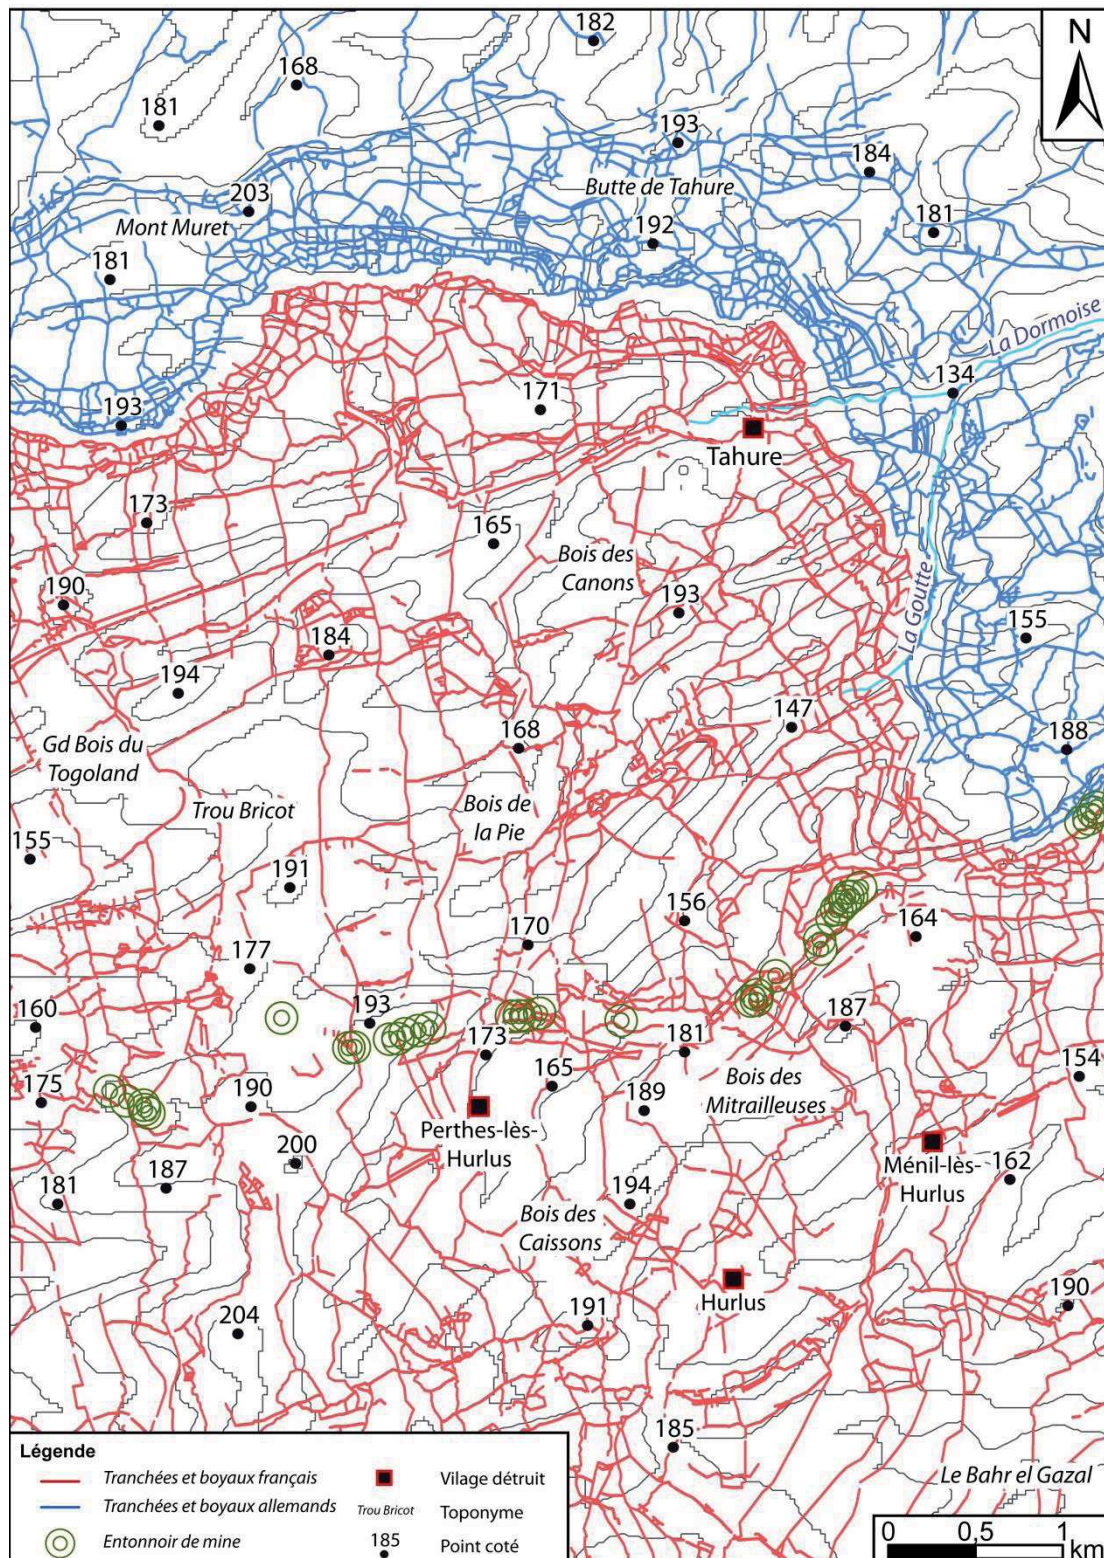 N
182
168
181
193
184
Butte de Tahure
203
181
Mont Muret
192
181
La Dormoise
134
193
171
Tahure
173
165
Bois des
Canons
190
193
La Goutte
155
184
194
147
Gd Bois du
Togoland
168
188
Trou Bricot
Bois de
la Pie
155
191
156
170
164
177
160
193
187
173
181
154
175
190
165
Bois des
Mitrailleuses
189
Perthes-lès-
Hurlus
200
Ménil-lès-
Hurlus
162
181
187
194
Bois des
Caissons
Hurlus
190
204
191
185
Le Bahr el Gazal
Légende
Tranchées et boyaux français
Vilage détruit
Tranchées et boyaux allemands
Trou Bricot
Toponyme
Entonnoir de mine
185
Point coté
0 0,5 1
km